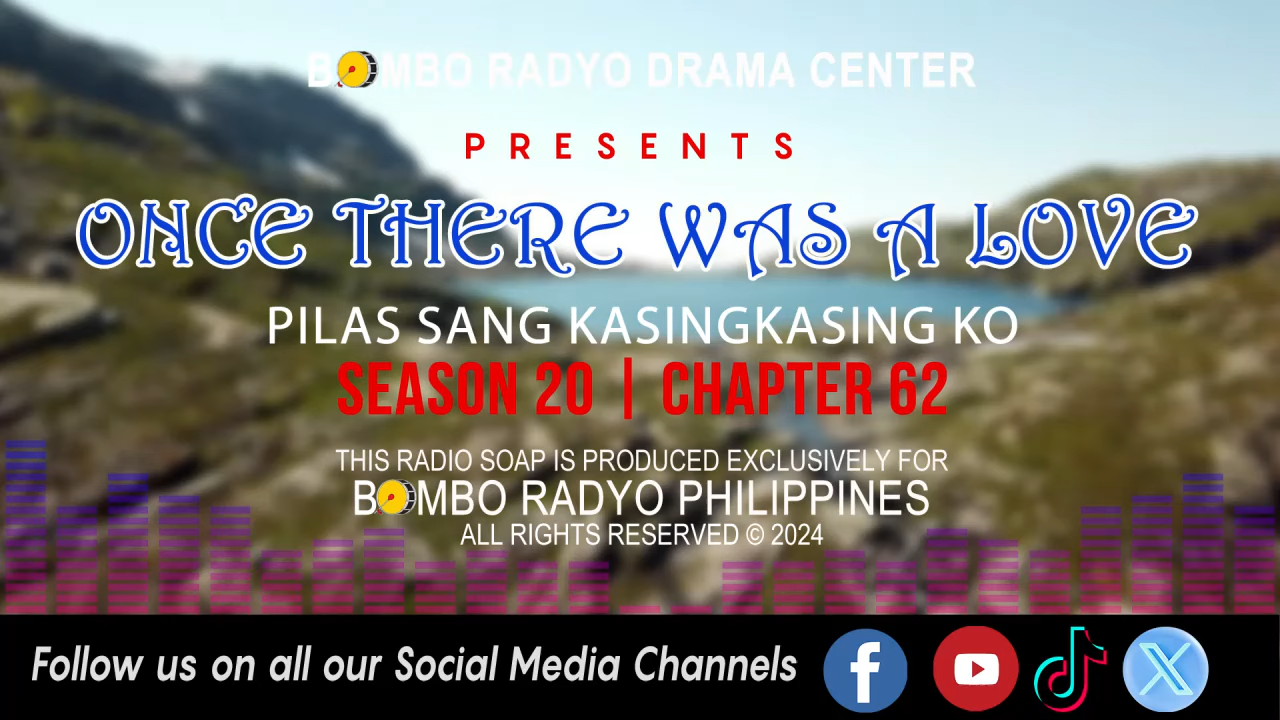 BOMBO RADYO DRAMA CENTER
PRESENTS
ONCE THERE WAS A LOVE
PILAS SANG KASINGKASING KO
SEASON 20 | CHAPTER 62
THIS RADIO SOAP IS PRODUCED EXCLUSIVELY FOR
BOMBO RADYO PHILIPPINES
ALL RIGHTS RESERVED © 2024
Follow us on all our Social Media Channels